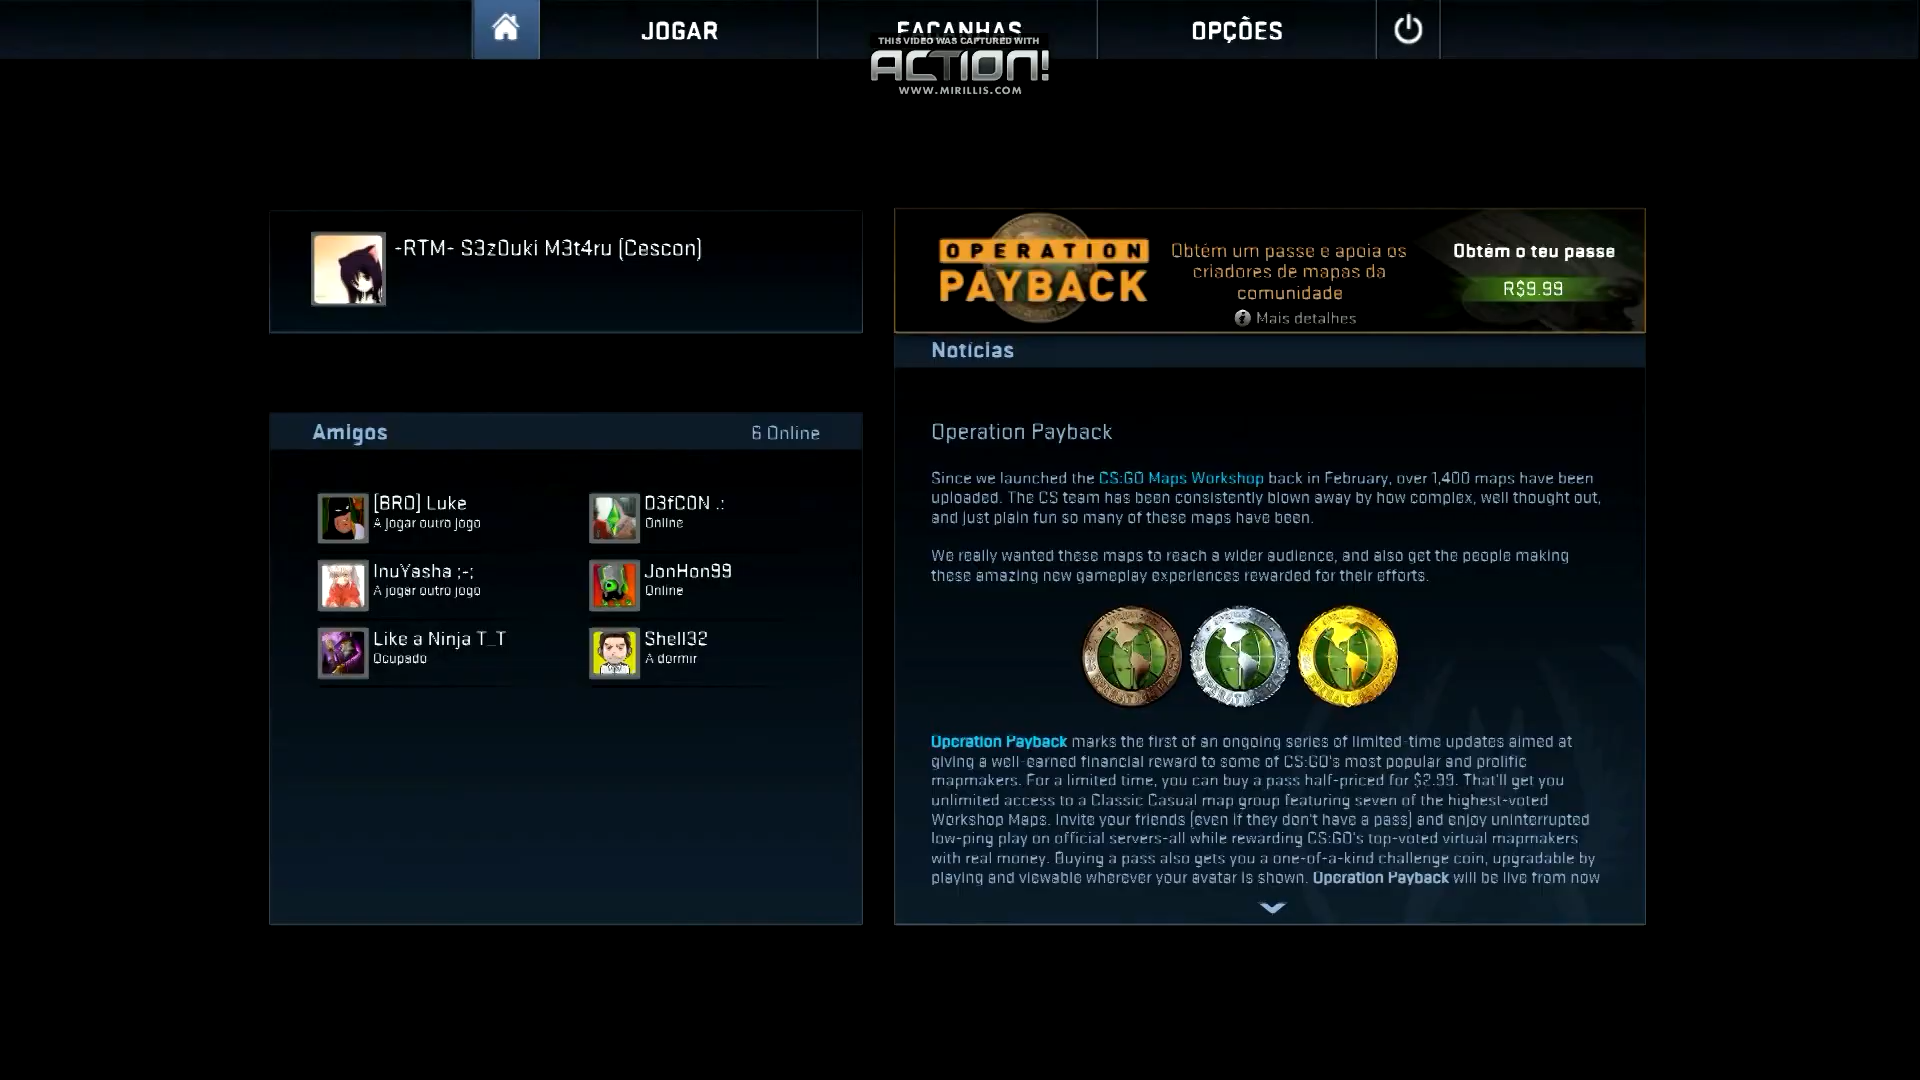 JOGAR
FAÇANHAS
OPÇÕES
THIS VIDEO WAS CAPTURED WITH
ACTION!
WWW.MIRILLIS.COM
-RTM- S3z0uki M3t4ru (Cescon)
OPERATION
PAYBACK
Obtém um passe e apoia os
criadores de mapas da
comunidade
Mais detalhes
Obtém o teu passe
R$9.99
Amigos
6 Online
[BRO] Luke
A jogar outro jogo
D3fC0N .:
Online
InuYasha ;-;
A jogar outro jogo
JonHon99
Online
Like a Ninja T_T
Ocupado
Shell32
A dormir
Notícias
Operation Payback
Since we launched the CS:GO Maps Workshop back in February, over 1,400 maps have been
uploaded. The CS team has been consistently blown away by how complex, well thought out,
and just plain fun so many of these maps have been.
We really wanted these maps to reach a wider audience, and also get the people making
these amazing new gameplay experiences rewarded for their efforts.
Operation Payback marks the first of an ongoing series of limited-time updates aimed at
giving a well-earned financial reward to some of CS:GO's most popular and prolific
mapmakers. For a limited time, you can buy a pass half-priced for $2.99. That'll get you
unlimited access to a Classic Casual map group featuring seven of the highest-voted
Workshop Maps. Invite your friends (even if they don't have a pass) and enjoy uninterrupted
low-ping play on official servers-all while rewarding CS:GO's top-voted virtual mapmakers
with real money. Buying a pass also gets you a one-of-a-kind challenge coin, upgradable by
playing and viewable wherever your avatar is shown. Operation Payback will be live from now